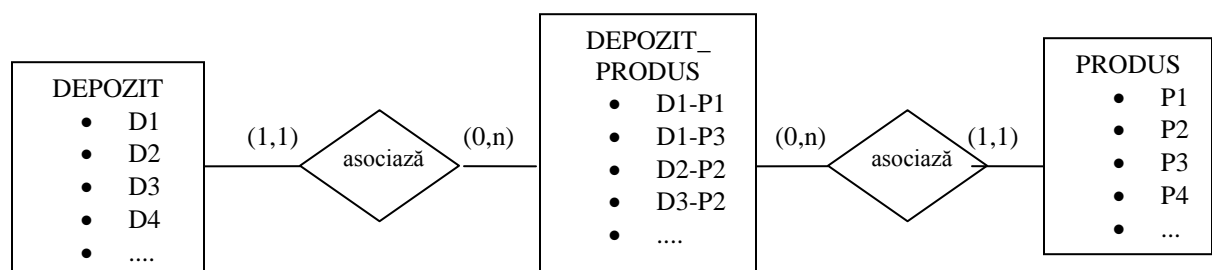 DEPOZIT
• D1
• D2
• D3
• D4
• ....
(1,1)
asociază
(0,n)
DEPOZIT_
PRODUS
• D1-P1
• D1-P3
• D2-P2
• D3-P2
• ....
(0,n)
asociază
(1,1)
PRODUS
• P1
• P2
• P3
• P4
• ...